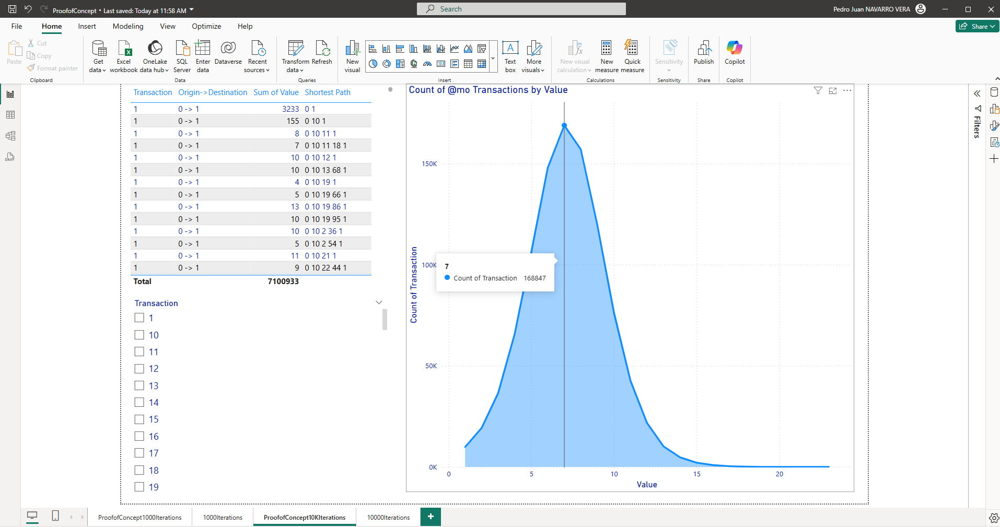 ProofofConcept • Last saved: Today at 11:58 AM
Search
Pedro Juan NAVARRO VERA
File Home Insert Modeling View Optimize Help
Share
Paste
Cut
Copy
Format painter
Clipboard
Get data
Excel workbook
OneLake data hub
SQL Server
Enter data
Dataverse
Recent sources
Data
Transform data
Refresh
Queries
New visual
Text box
More visuals
Insert
New visual calculation
New measure
Quick measure
Calculations
Sensitivity
Sensitivity
Publish
Share
Copilot
Copilot
Transaction Origin->Destination Sum of Value Shortest Path
1 0 -> 1 3233 0 1
1 0 -> 1 155 0 10 1
1 0 -> 1 8 0 10 11 1
1 0 -> 1 7 0 10 11 18 1
1 0 -> 1 10 0 10 12 1
1 0 -> 1 10 0 10 13 68 1
1 0 -> 1 4 0 10 19 1
1 0 -> 1 5 0 10 19 66 1
1 0 -> 1 13 0 10 19 86 1
1 0 -> 1 10 0 10 19 95 1
1 0 -> 1 10 0 10 2 36 1
1 0 -> 1 5 0 10 2 54 1
1 0 -> 1 11 0 10 21 1
1 0 -> 1 9 0 10 22 44 1
Total 7100933
Transaction
1
10
11
12
13
14
15
16
17
18
19
Count of @mo Transactions by Value
Count of Transaction
150K
100K
50K
0K
7
Count of Transaction 168847
0 5 10 15 20
Value
Filters
DAX
ProofofConcept1000Iterations 1000Iterations ProofofConcept10KIterations 10000Iterations +